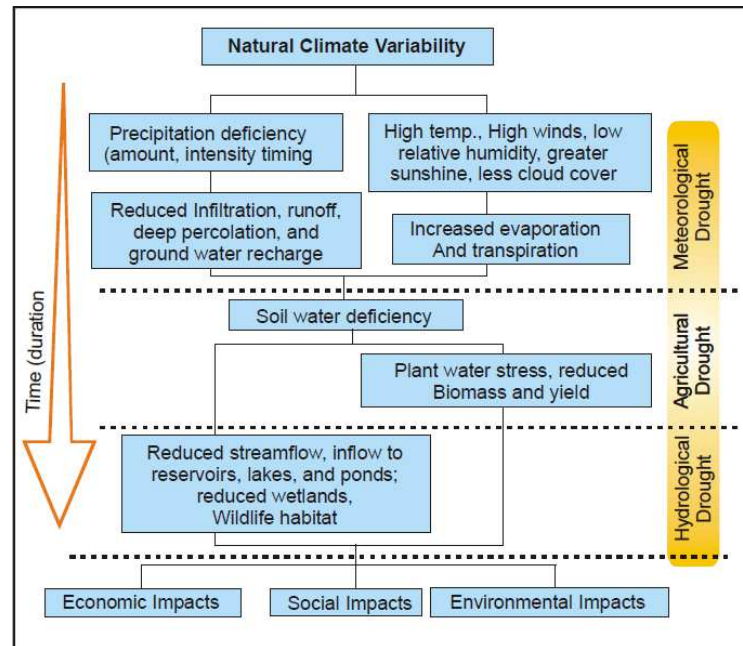 Natural Climate Variability
Precipitation deficiency
(amount, intensity timing
High temp., High winds, low
relative humidity, greater
sunshine, less cloud cover
Reduced Infiltration, runoff,
deep percolation, and
ground water recharge
Increased evaporation
And transpiration
Meteorological
Drought
Soil water deficiency
Plant water stress, reduced
Biomass and yield
Agricultural
Drought
Time (duration
Reduced streamflow, inflow to
reservoirs, lakes, and ponds;
reduced wetlands,
Wildlife habitat
Hydrological
Drought
Economic Impacts
Social Impacts
Environmental Impacts